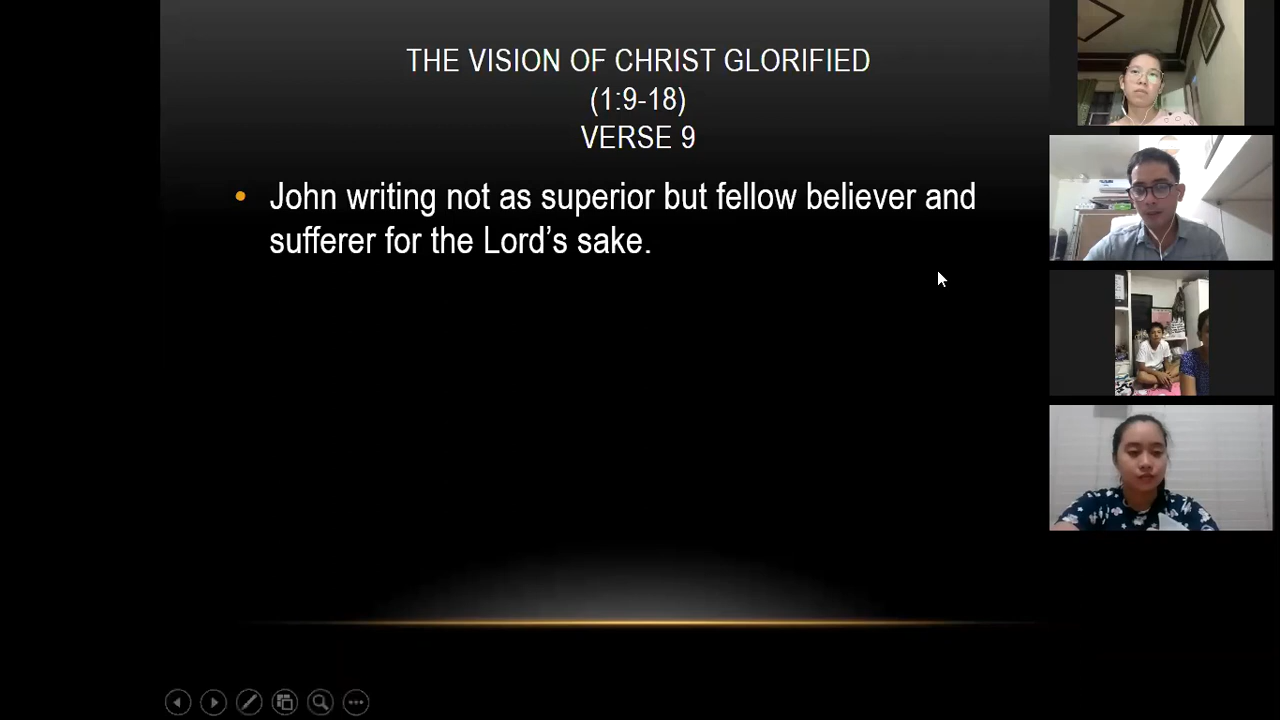 THE VISION OF CHRIST GLORIFIED
(1:9-18)
VERSE 9
• John writing not as superior but fellow believer and
sufferer for the Lord’s sake.